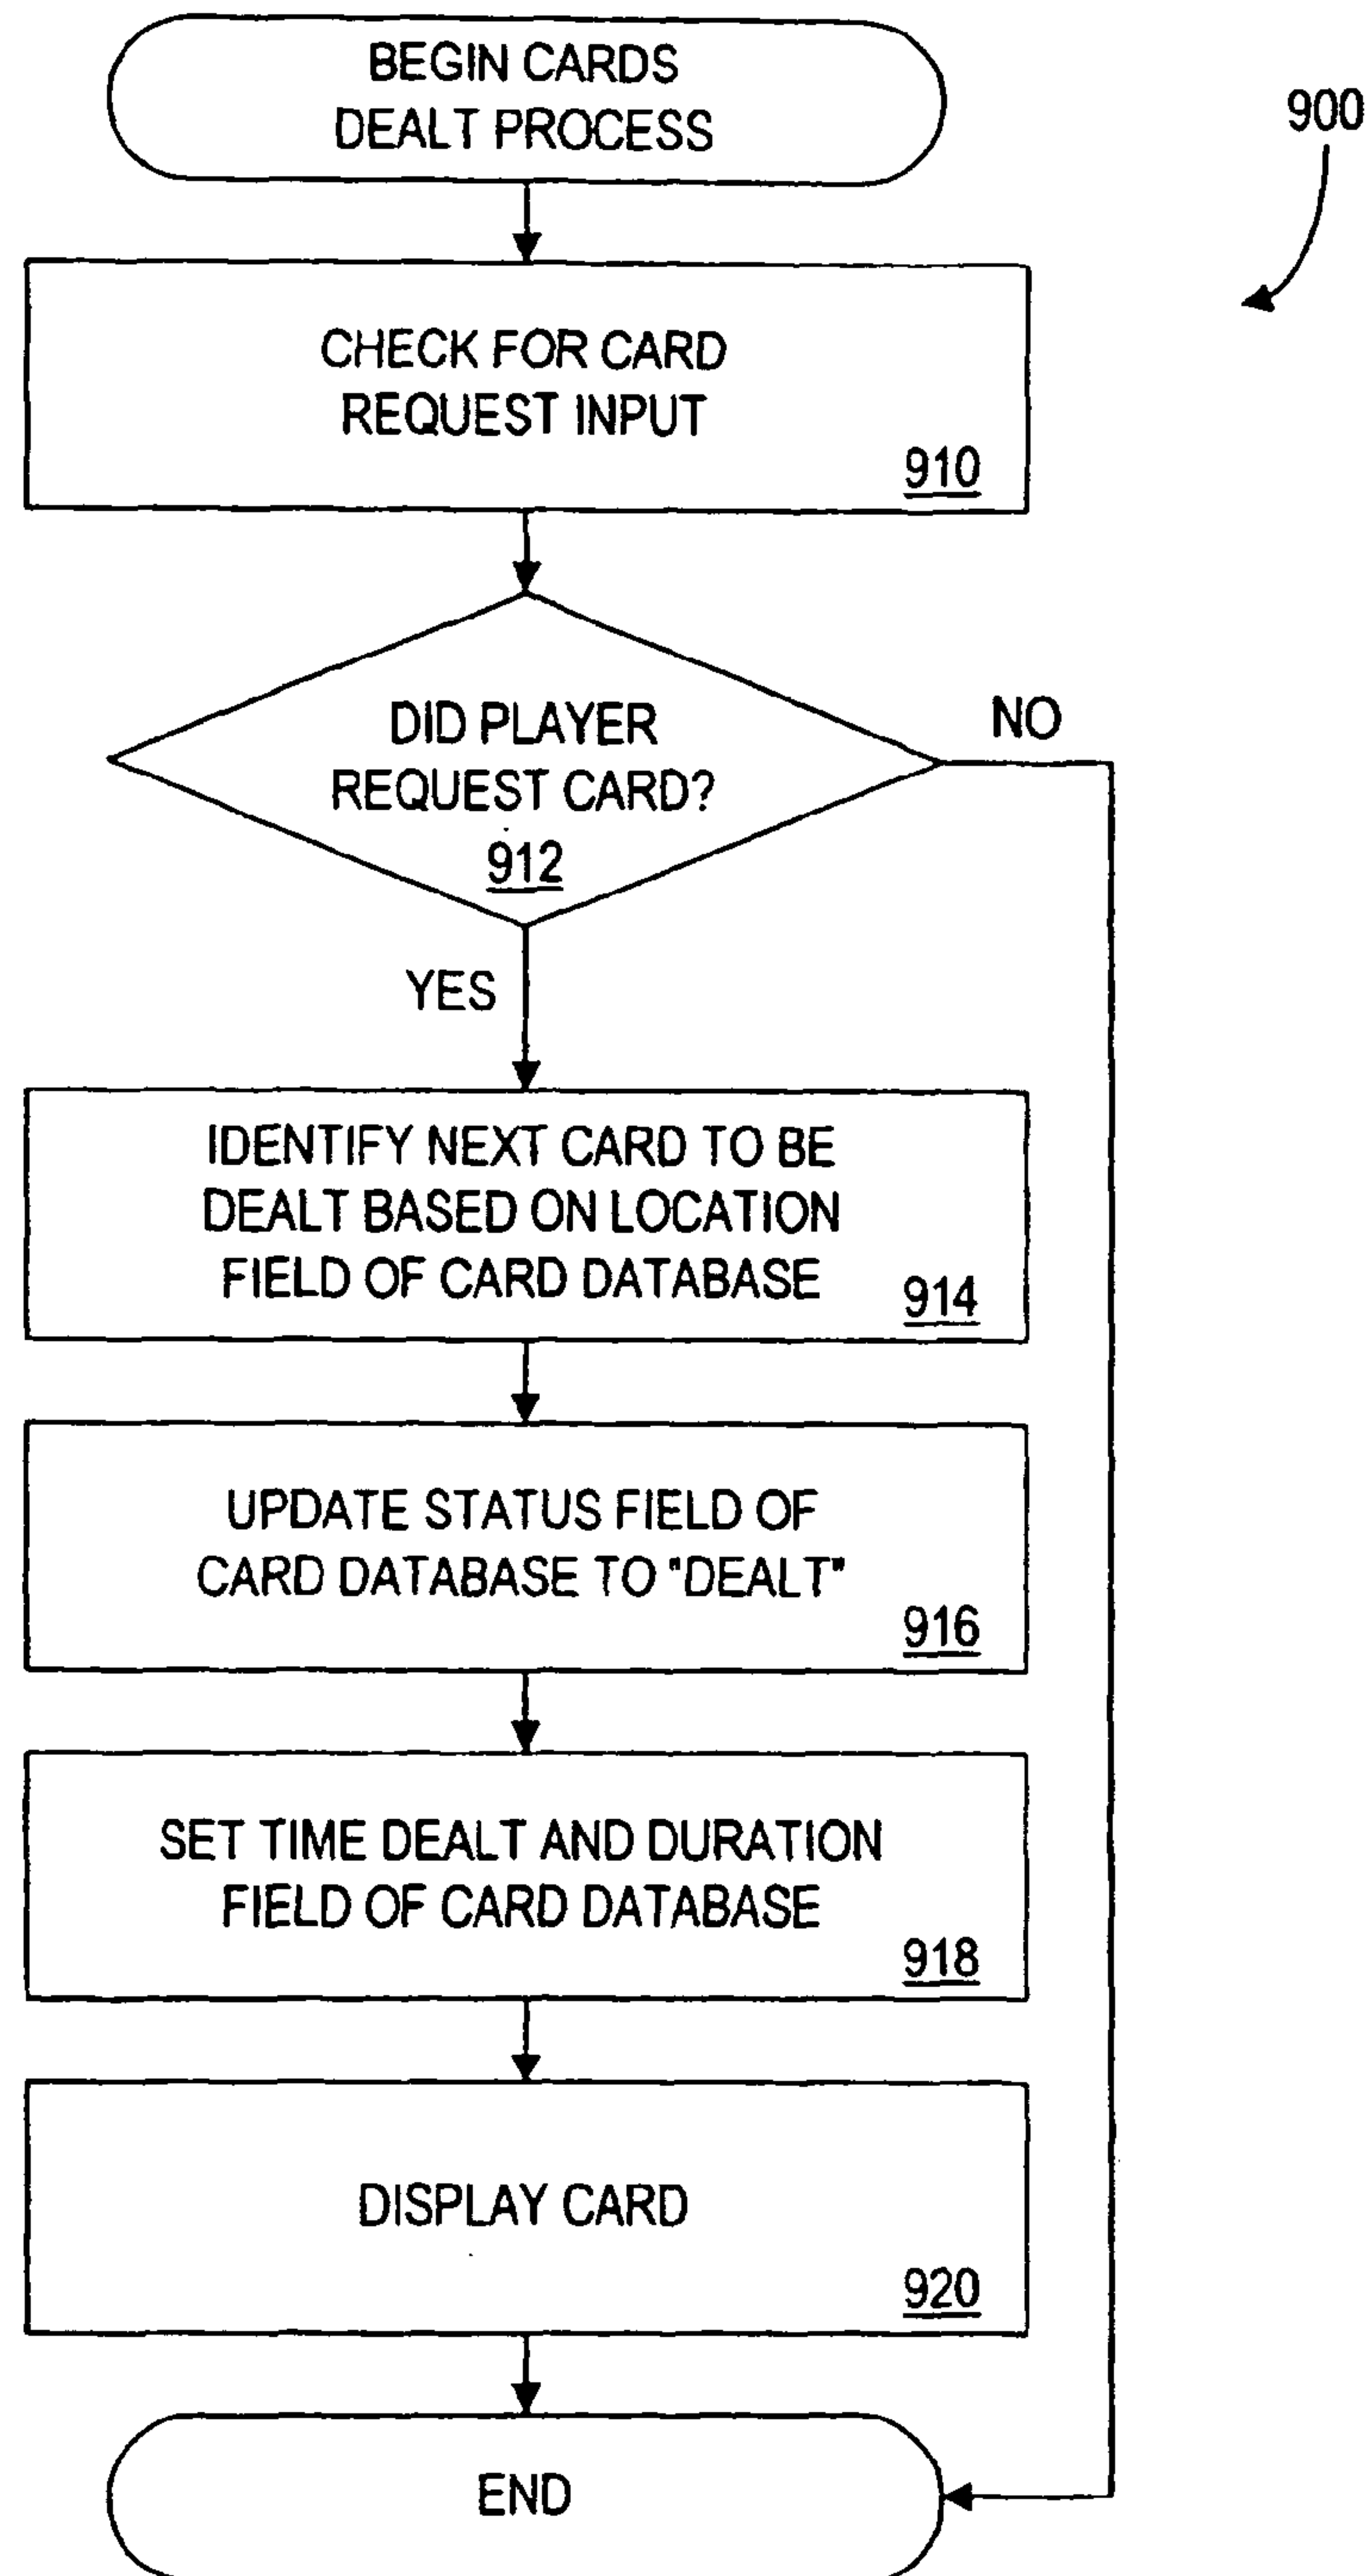 BEGIN CARDS
DEALT PROCESS
900
CHECK FOR CARD
REQUEST INPUT
910
DID PLAYER
REQUEST CARD?
912
NO
YES
IDENTIFY NEXT CARD TO BE
DEALT BASED ON LOCATION
FIELD OF CARD DATABASE
914
UPDATE STATUS FIELD OF
CARD DATABASE TO "DEALT"
916
SET TIME DEALT AND DURATION
FIELD OF CARD DATABASE
918
DISPLAY CARD
920
END